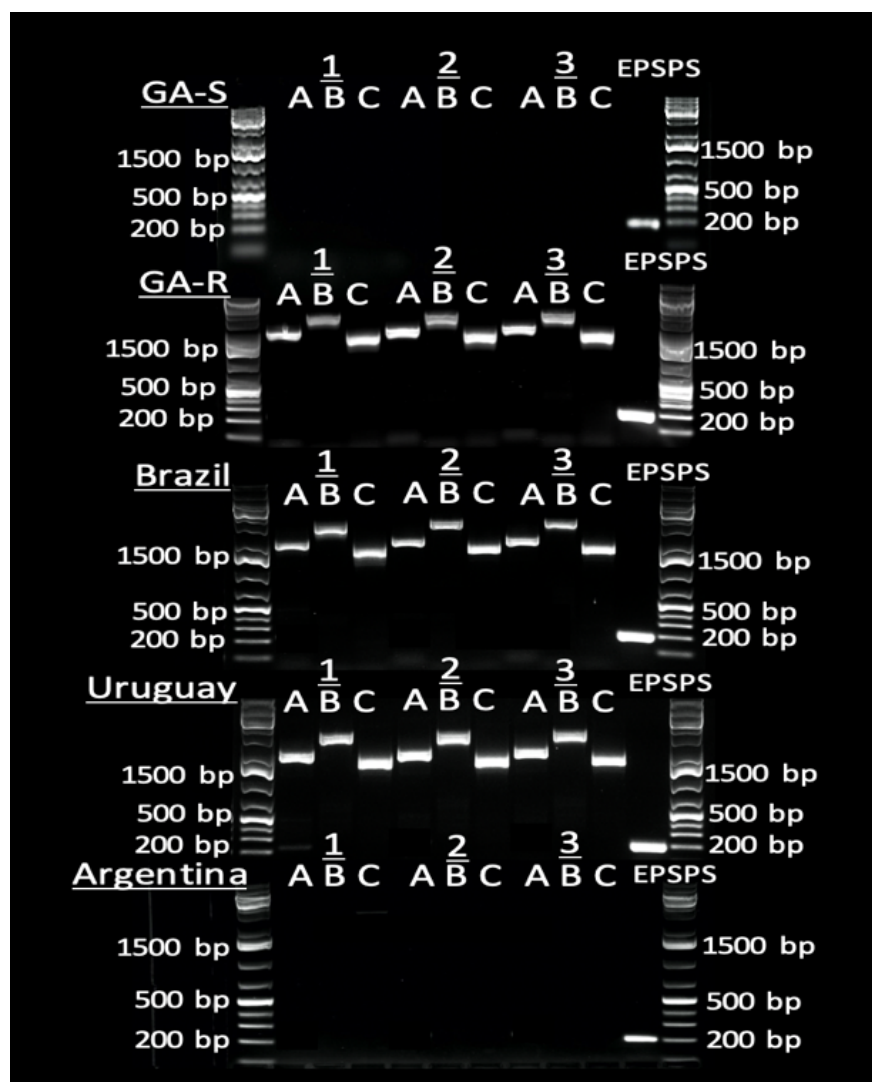 1 2 3 EPSPS
GA-S A B C A B C A B C
1500 bp 1500 bp
500 bp 500 bp
200 bp 200 bp
1 2 3 EPSPS
GA-R A B C A B C A B C
1500 bp 1500 bp
500 bp 500 bp
200 bp 200 bp
1 2 3 EPSPS
Brazil A B C A B C A B C
1500 bp 1500 bp
500 bp 500 bp
200 bp 200 bp
1 2 3 EPSPS
Uruguay A B C A B C A B C
1500 bp 1500 bp
500 bp 500 bp
200 bp 200 bp
1 2 3
Argentina A B C A B C A B C EPSPS
1500 bp 1500 bp
500 bp 500 bp
200 bp 200 bp